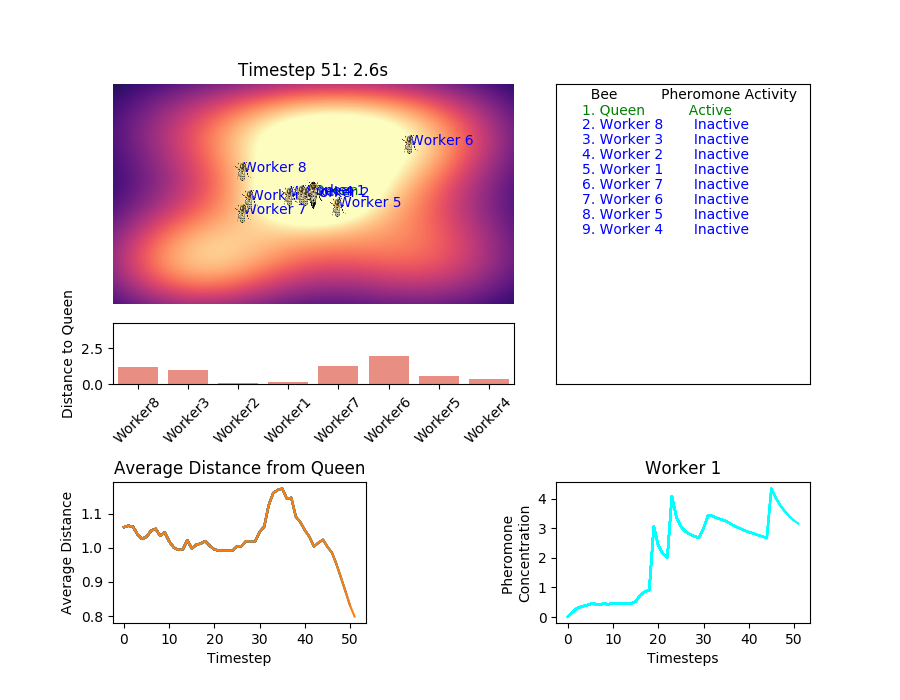 Timestep 51: 2.6s
Worker 6
Worker 8
Worker 7
Worker 5
Bee Pheromone Activity
1. Queen Active
2. Worker 8 Inactive
3. Worker 3 Inactive
4. Worker 2 Inactive
5. Worker 1 Inactive
6. Worker 7 Inactive
7. Worker 6 Inactive
8. Worker 5 Inactive
9. Worker 4 Inactive
Distance to Queen
2.5
0.0
Worker8
Worker3
Worker2
Worker1
Worker7
Worker6
Worker5
Worker4
Average Distance from Queen
Average Distance
1.1
1.0
0.9
0.8
0 10 20 30 40 50
Timestep
Worker 1
Pheromone
Concentration
4
3
2
1
0
0 10 20 30 40 50
Timesteps